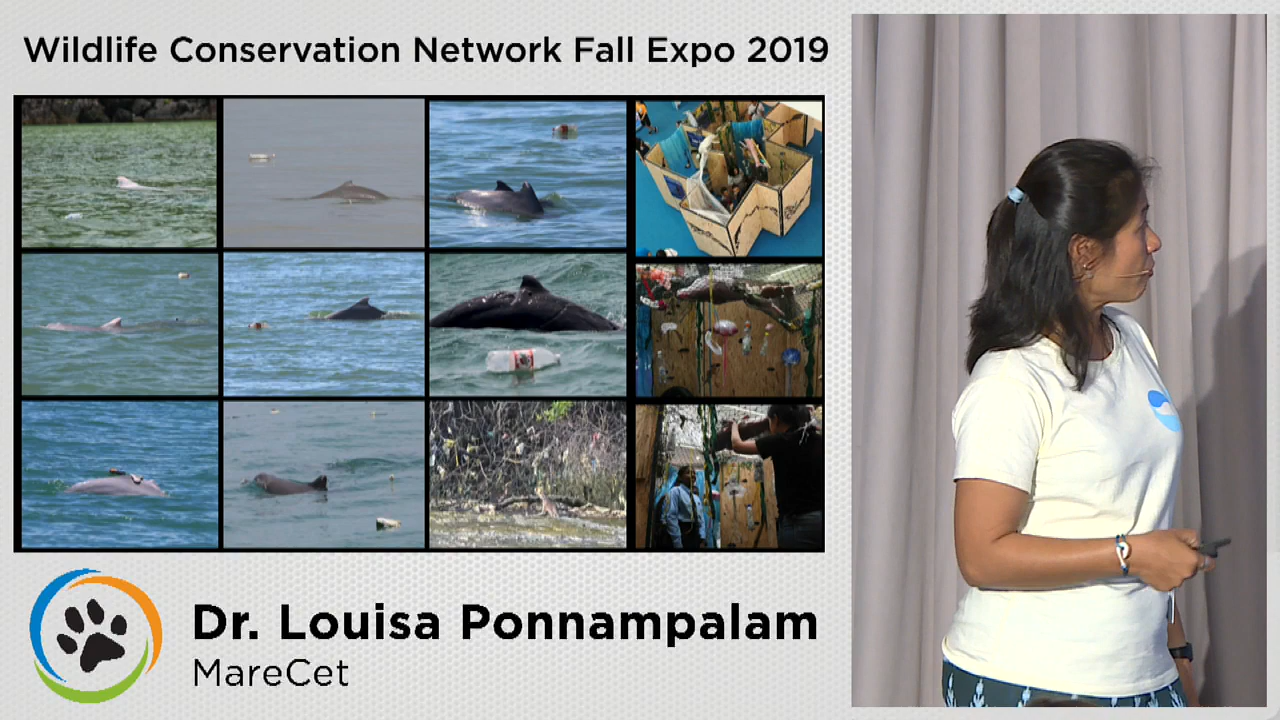 Wildlife Conservation Network Fall Expo 2019
Dr. Louisa Ponnampalam
MareCet